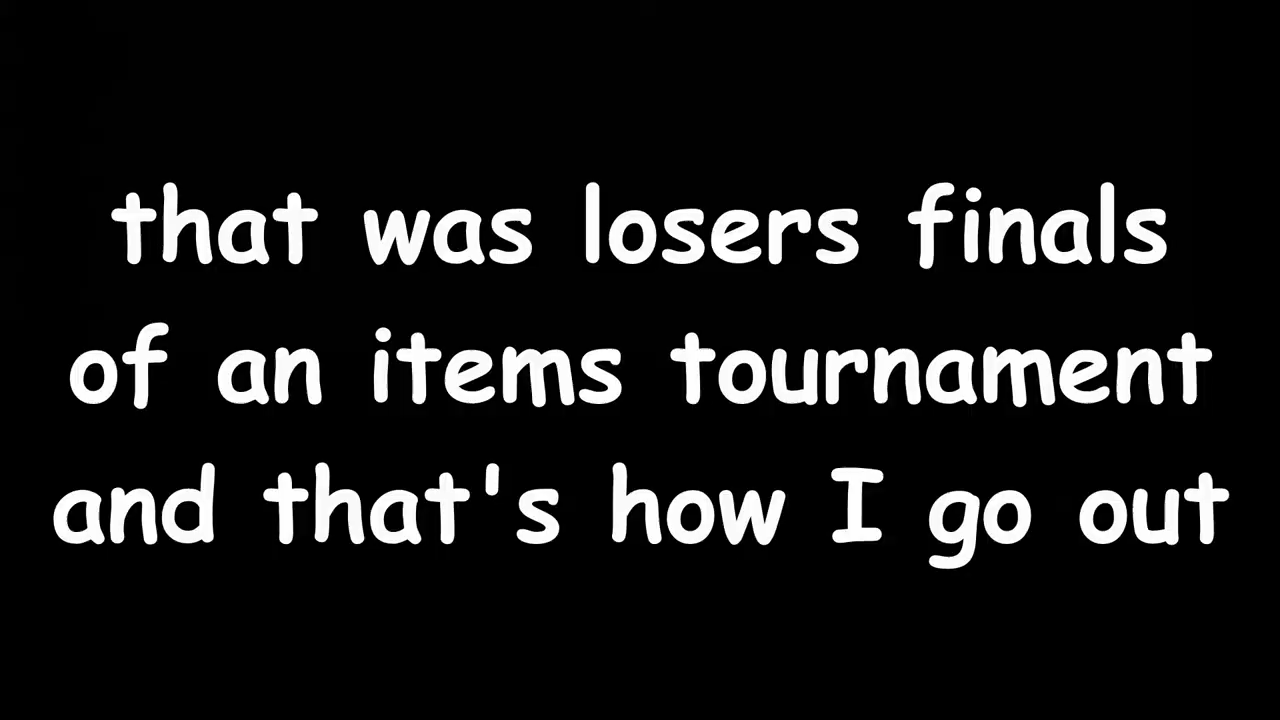 that was losers finals
of an items tournament
and that's how I go out